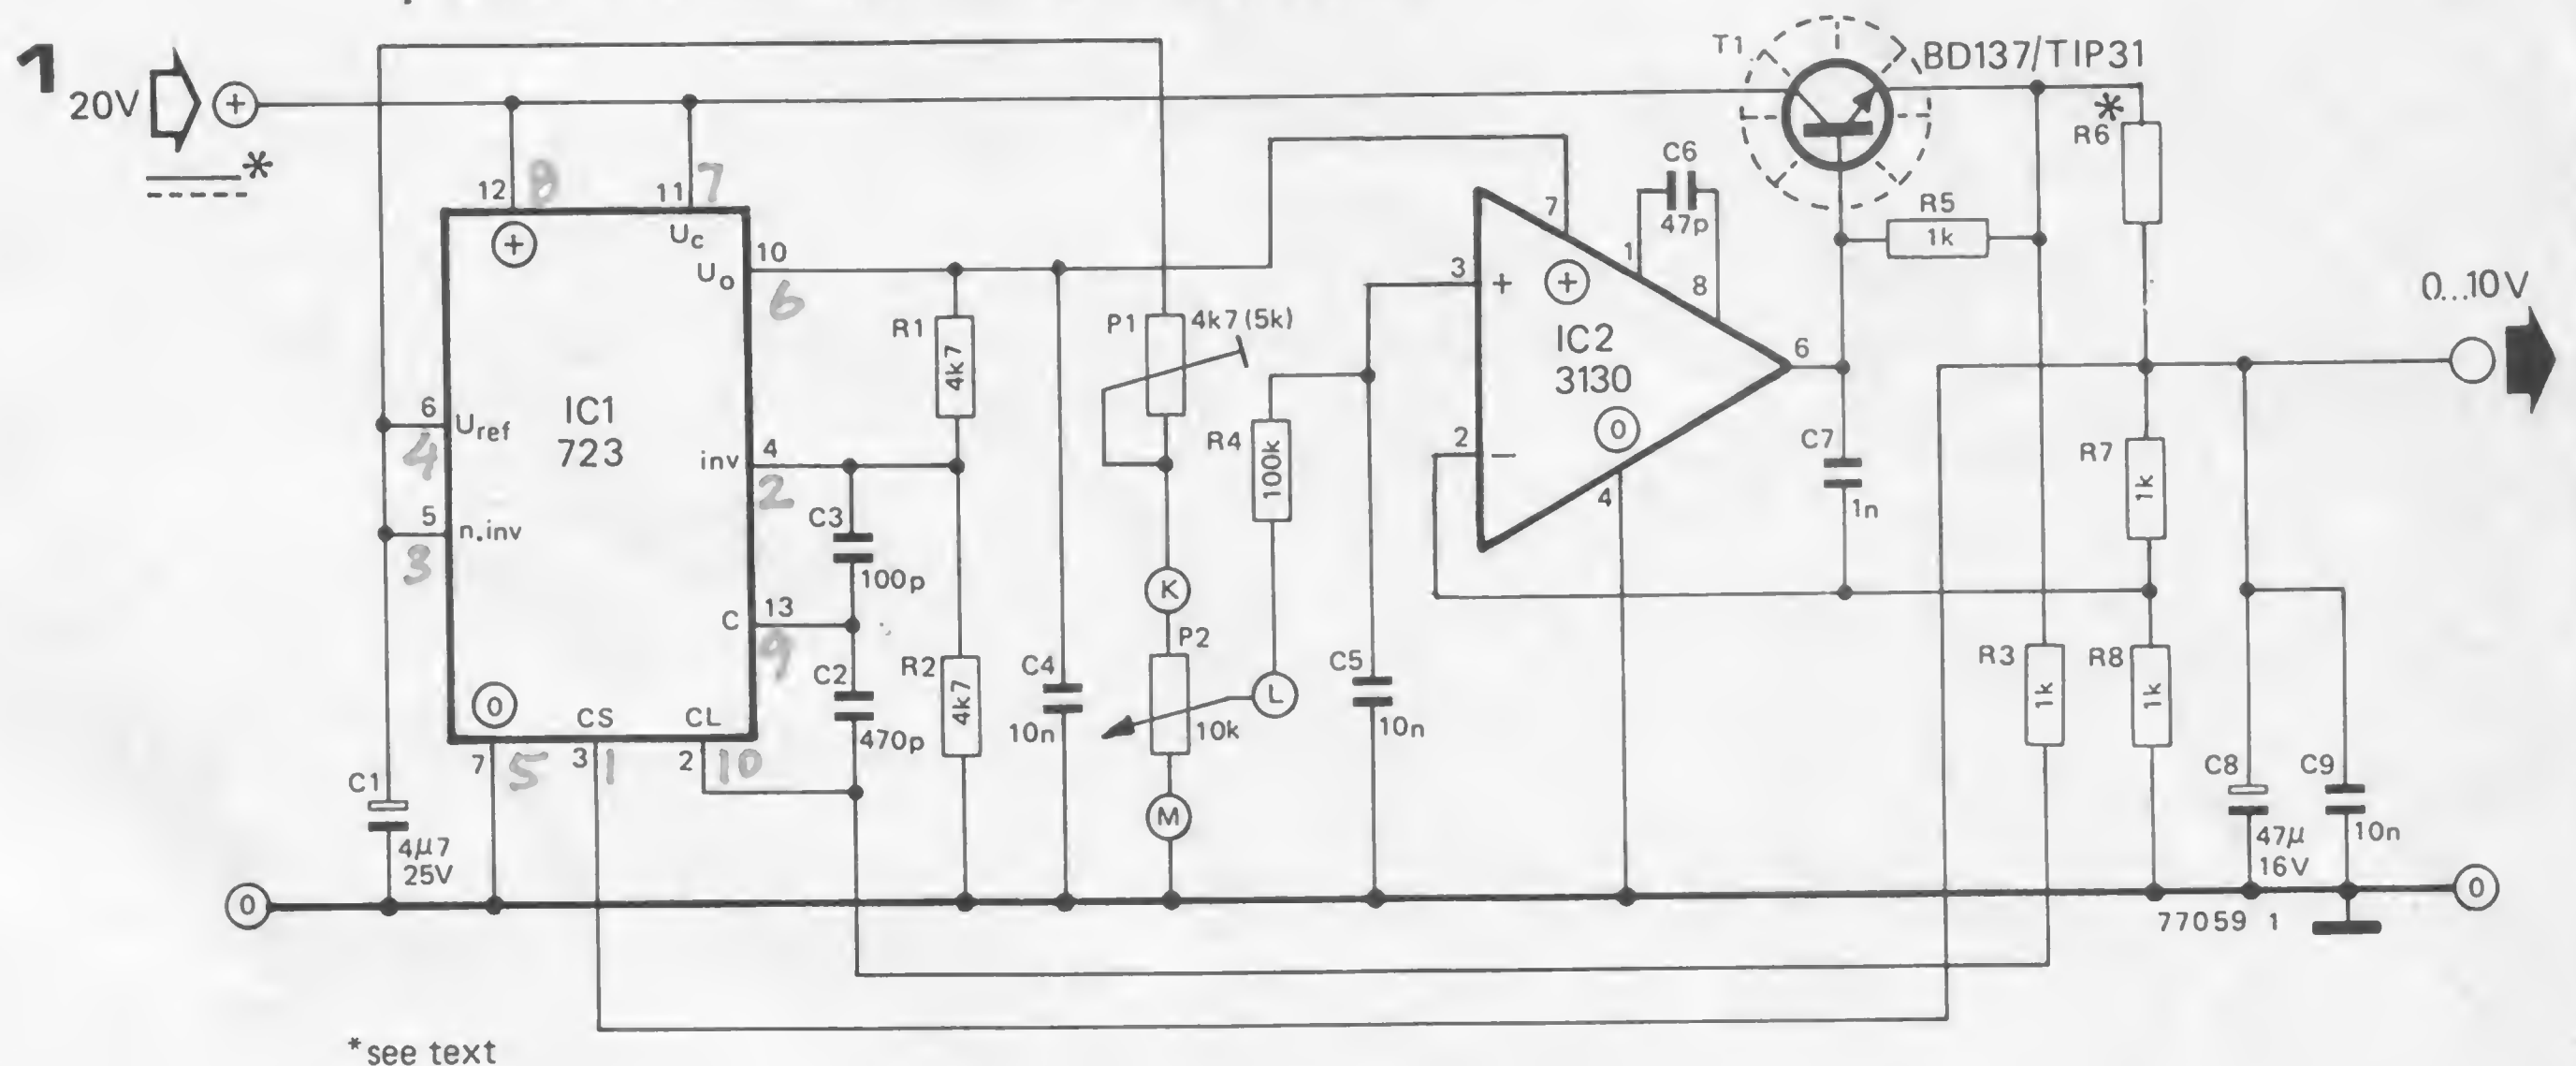 1
20V
+
*
T1
BD137/TIP31
*
R6
12 8
11 7
+
Uc
Uo
10
6
R1
4k7
P1
4k7 (5k)
C6
47p
7
1
8
3
+
+
IC2
3130
6
R5
1k
0...10V
6
Uref
4
IC1
723
inv
4
2
R4
100k
2
−
0
4
C7
1n
R7
1k
5
n.inv
3
C3
100p
K
C
13
9
P2
10k
L
C2
470p
R2
4k7
C4
10n
C5
10n
R3
1k
R8
1k
0
CS
CL
7 5
3 1
2 10
M
C1
4µ7
25V
C8
47µ
16V
C9
10n
0
0
77059 1
*see text